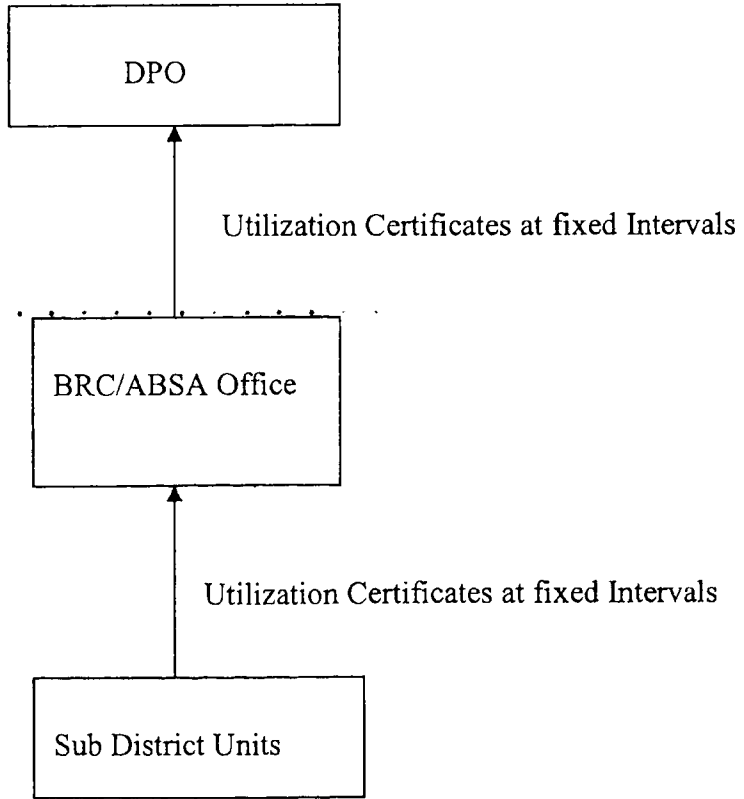 DPO
Utilization Certificates at fixed Intervals
BRC/ABSA Office
Utilization Certificates at fixed Intervals
Sub District Units